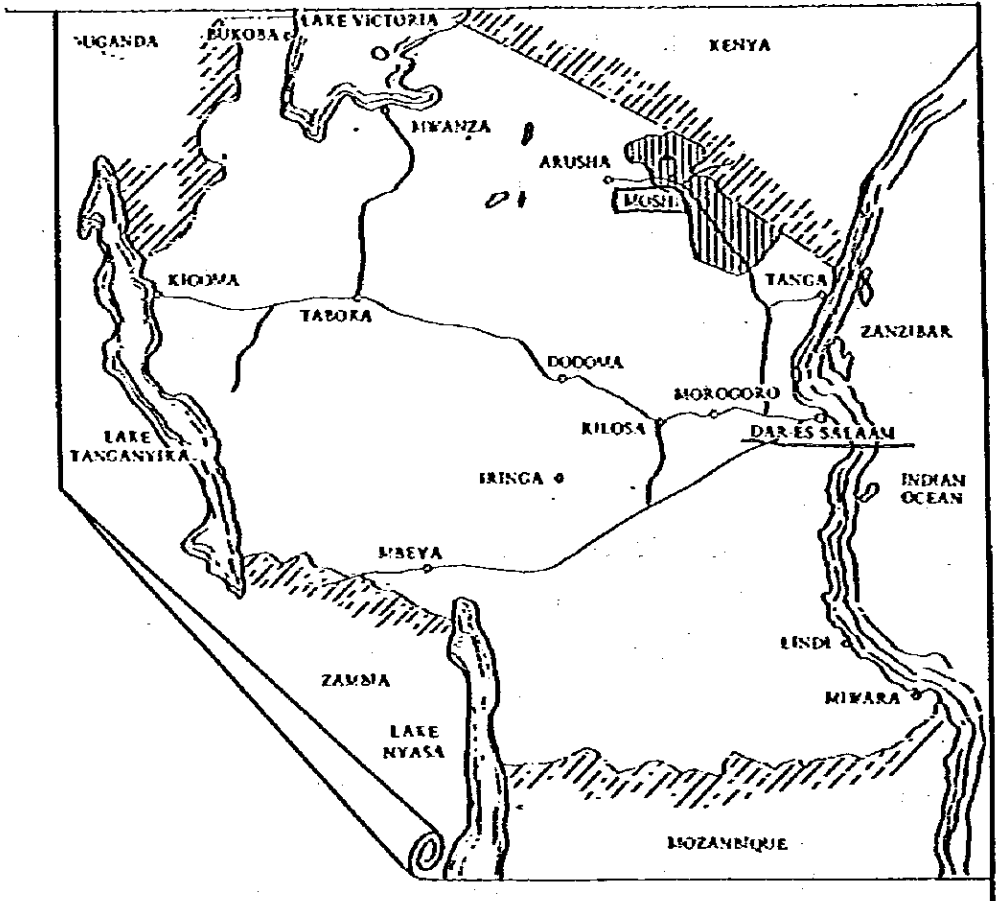 UGANDA
BUKOBA
LAKE VICTORIA
KENYA
MWANZA
ARUSHA
MOSHI
KIGOMA
TABORA
TANGA
ZANZIBAR
DODOMA
MOROGORO
KILOSA
DAR-ES SALAAM
LAKE
TANGANYIKA
IRINGA
INDIAN
OCEAN
MBEYA
LINDI
ZAMBIA
MTWARA
LAKE
NYASA
MOZAMBIQUE